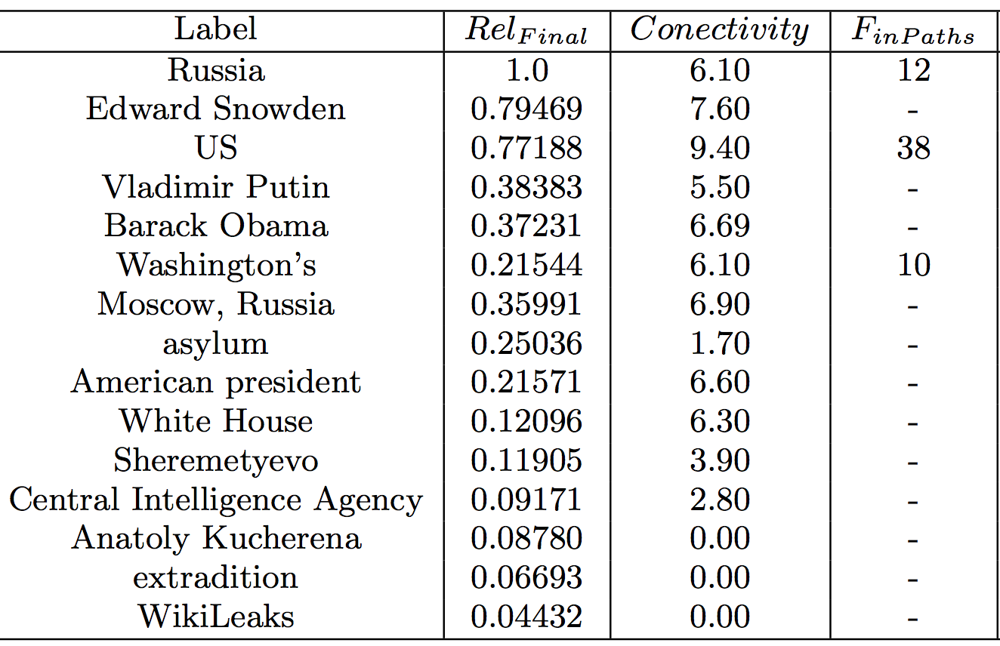 Label Rel_Final Conectivity F_inPaths
Russia 1.0 6.10 12
Edward Snowden 0.79469 7.60 -
US 0.77188 9.40 38
Vladimir Putin 0.38383 5.50 -
Barack Obama 0.37231 6.69 -
Washington's 0.21544 6.10 10
Moscow, Russia 0.35991 6.90 -
asylum 0.25036 1.70 -
American president 0.21571 6.60 -
White House 0.12096 6.30 -
Sheremetyevo 0.11905 3.90 -
Central Intelligence Agency 0.09171 2.80 -
Anatoly Kucherena 0.08780 0.00 -
extradition 0.06693 0.00 -
WikiLeaks 0.04432 0.00 -